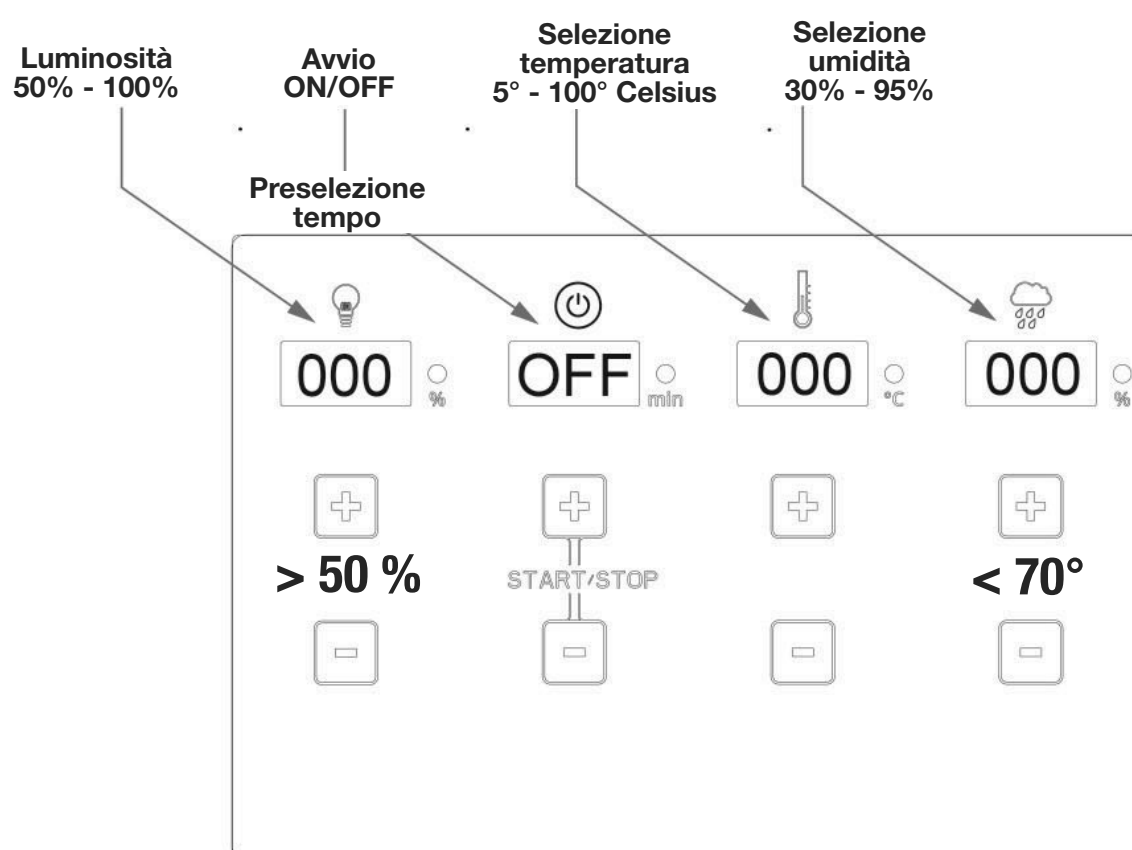 Luminosità
50% - 100%
Avvio
ON/OFF
Selezione
temperatura
5° - 100° Celsius
Selezione
umidità
30% - 95%
Preselezione
tempo
000
%
OFF
min
000
°C
000
%
> 50 %
START/STOP
< 70°